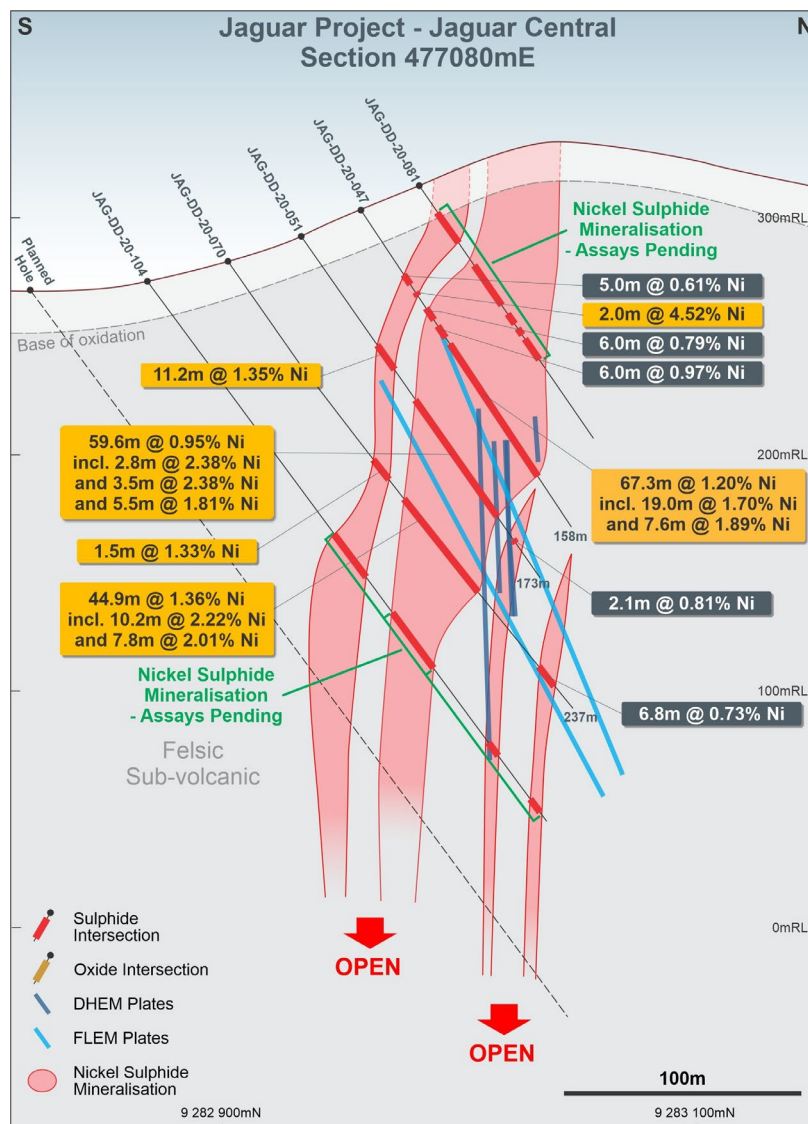 S
Jaguar Project - Jaguar Central
N
Section 477080mE
JAG-DD-20-081
JAG-DD-20-047
JAG-DD-20-051
JAG-DD-20-070
JAG-DD-20-104
Planned
Hole
300mRL
Nickel Sulphide
Mineralisation
- Assays Pending
5.0m @ 0.61% Ni
2.0m @ 4.52% Ni
6.0m @ 0.79% Ni
6.0m @ 0.97% Ni
Base of oxidation
11.2m @ 1.35% Ni
59.6m @ 0.95% Ni
incl. 2.8m @ 2.38% Ni
and 3.5m @ 2.38% Ni
and 5.5m @ 1.81% Ni
200mRL
67.3m @ 1.20% Ni
incl. 19.0m @ 1.70% Ni
and 7.6m @ 1.89% Ni
158m
1.5m @ 1.33% Ni
173m
44.9m @ 1.36% Ni
incl. 10.2m @ 2.22% Ni
and 7.8m @ 2.01% Ni
2.1m @ 0.81% Ni
Nickel Sulphide
Mineralisation
- Assays Pending
100mRL
237m
6.8m @ 0.73% Ni
Felsic
Sub-volcanic
0mRL
Sulphide
Intersection
Oxide Intersection
DHEM Plates
FLEM Plates
Nickel Sulphide
Mineralisation
OPEN
OPEN
100m
9 282 900mN
9 283 100mN